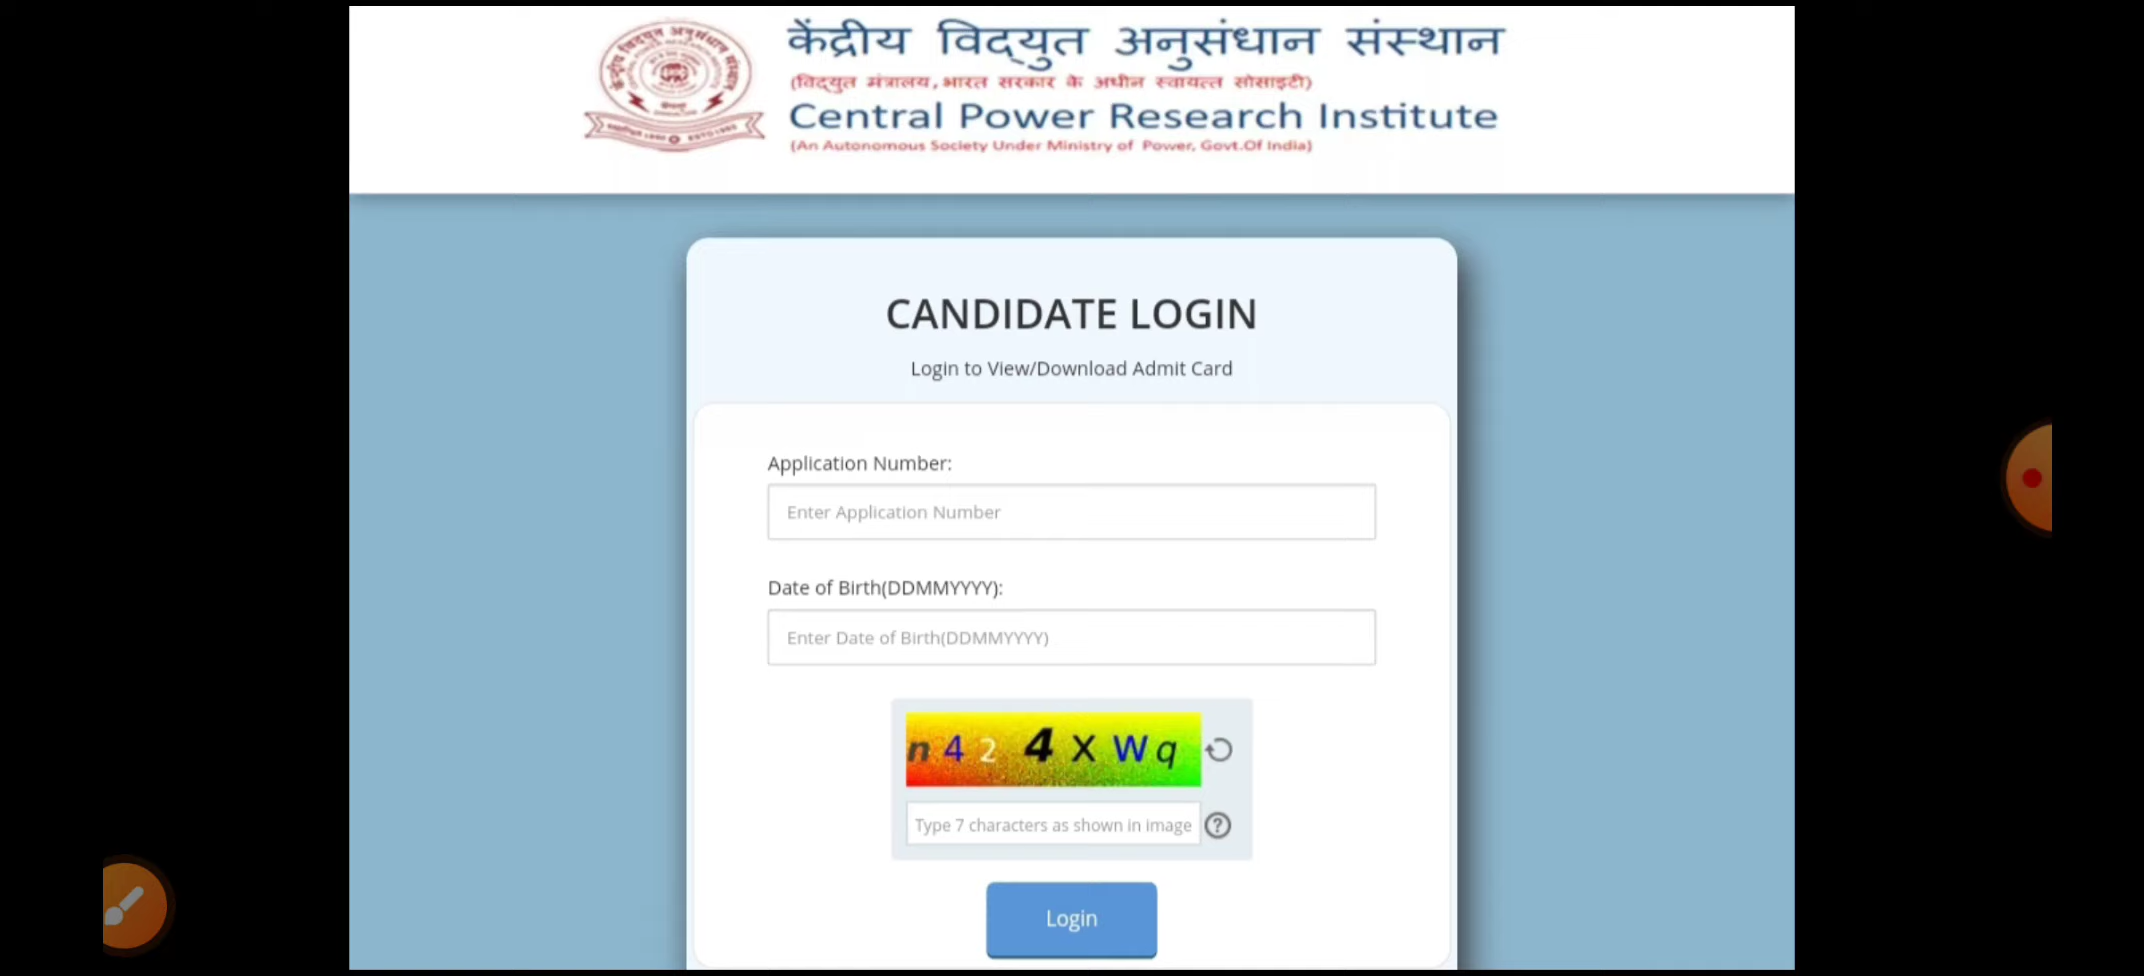 केंद्रीय विद्युत अनुसंधान संस्थान
(विद्युत मंत्रालय,भारत सरकार के अधीन स्वायत्त सोसाइटी)
Central Power Research Institute
(An Autonomous Society Under Ministry of Power, Govt.Of India)
CANDIDATE LOGIN
Login to View/Download Admit Card
Application Number:
Enter Application Number
Date of Birth(DDMMYYYY):
Enter Date of Birth(DDMMYYYY)
n 4 2 4 X W q
Type 7 characters as shown in image
Login